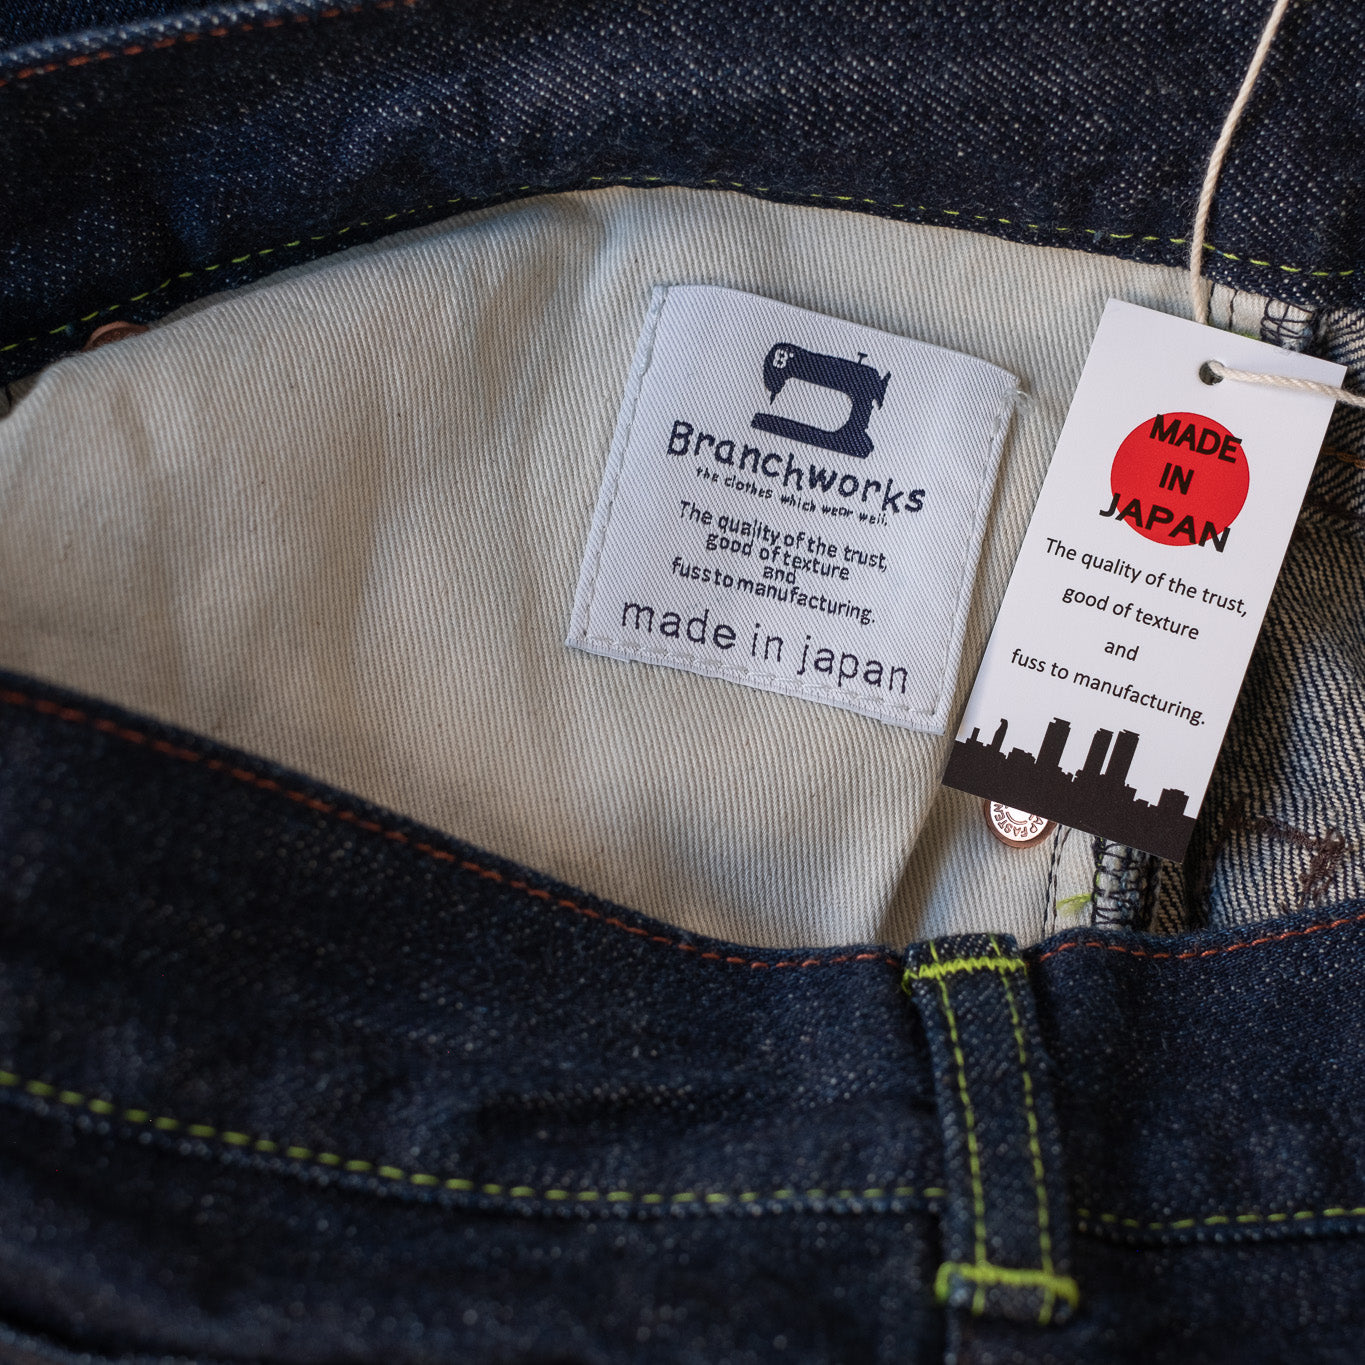 B
Branchworks
the clothes which wear well.
The quality of the trust,
good of texture
and
fuss to manufacturing.
made in japan
MADE
IN
JAPAN
The quality of the trust,
good of texture
and
fuss to manufacturing.